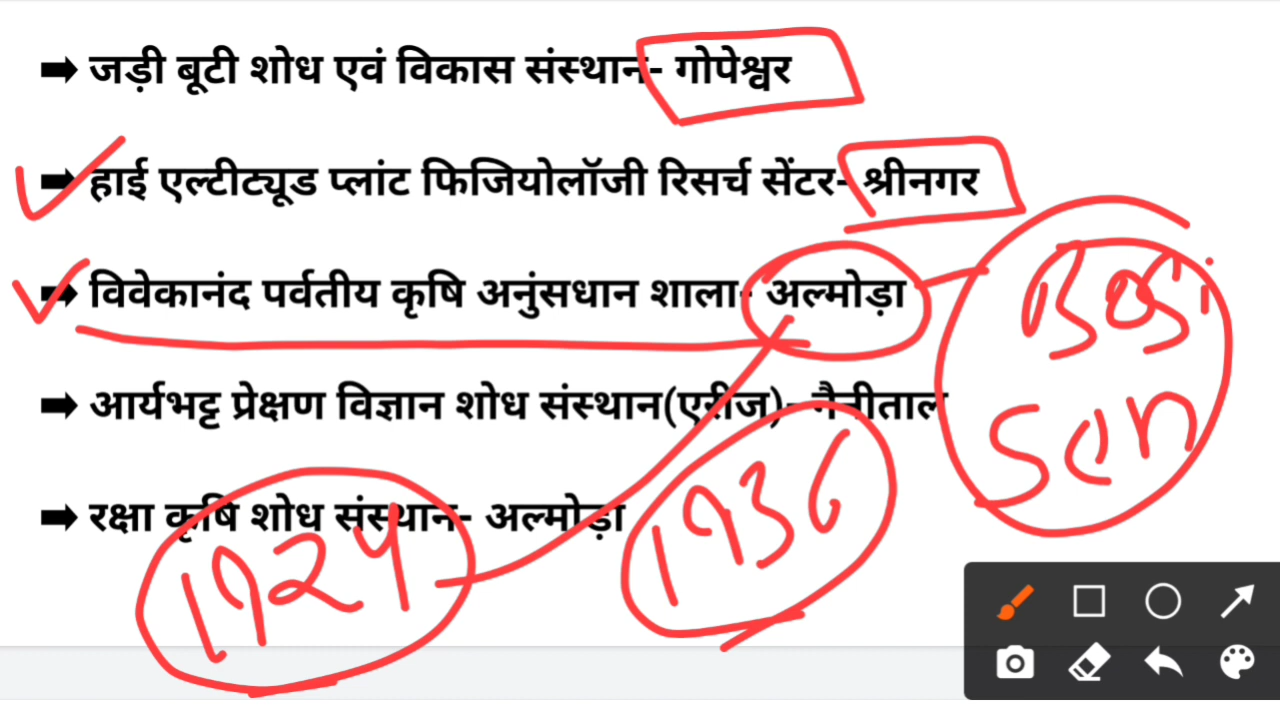 ➡ जड़ी बूटी शोध एवं विकास संस्थान- गोपेश्वर
➡ हाई एल्टीट्यूड प्लांट फिजियोलॉजी रिसर्च सेंटर- श्रीनगर
➡ विवेकानंद पर्वतीय कृषि अनुंसधान शाला- अल्मोड़ा
Bosi
Sen
➡ आर्यभट्ट प्रेक्षण विज्ञान शोध संस्थान(एरीज)- नैनीताल
➡ रक्षा कृषि शोध संस्थान- अल्मोड़ा
1924
1936